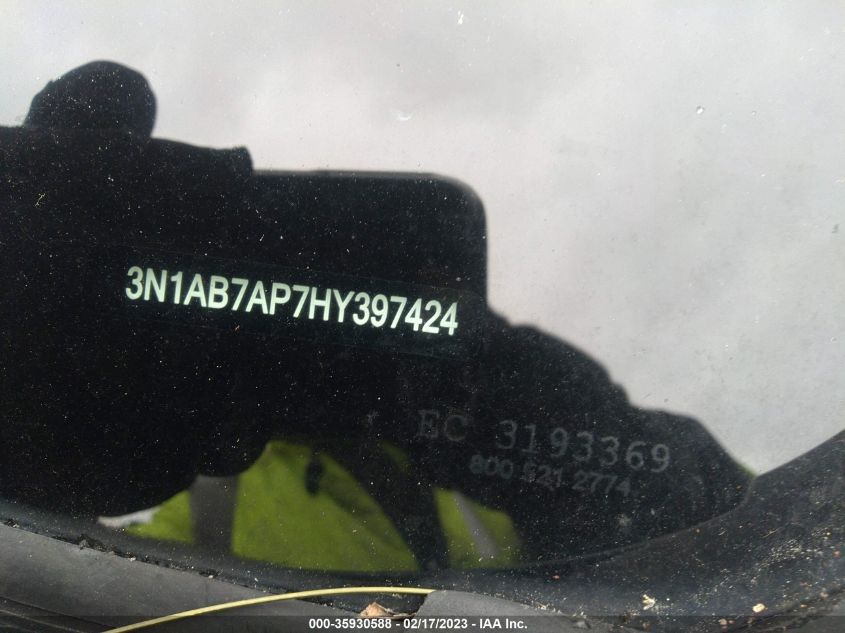 3N1AB7AP7HY397424
EC 3193369
800 521 2774
000-35930588 - 02/17/2023 - IAA Inc.